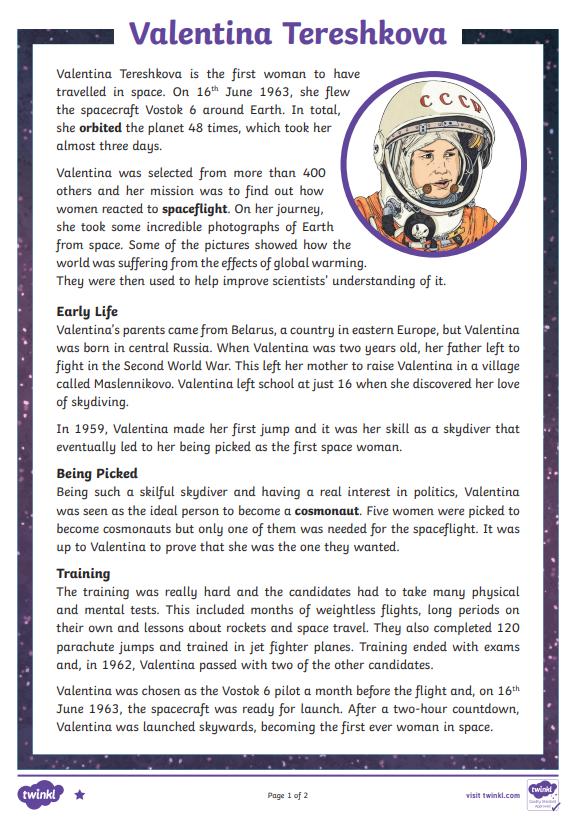 Valentina Tereshkova
Valentina Tereshkova is the first woman to have
travelled in space. On 16th June 1963, she flew
the spacecraft Vostok 6 around Earth. In total,
she orbited the planet 48 times, which took her
almost three days.
Valentina was selected from more than 400
others and her mission was to find out how
women reacted to spaceflight. On her journey,
she took some incredible photographs of Earth
from space. Some of the pictures showed how the
world was suffering from the effects of global warming.
They were then used to help improve scientists' understanding of it.
CCCP
Early Life
Valentina's parents came from Belarus, a country in eastern Europe, but Valentina
was born in central Russia. When Valentina was two years old, her father left to
fight in the Second World War. This left her mother to raise Valentina in a village
called Maslennikovo. Valentina left school at just 16 when she discovered her love
of skydiving.
In 1959, Valentina made her first jump and it was her skill as a skydiver that
eventually led to her being picked as the first space woman.
Being Picked
Being such a skilful skydiver and having a real interest in politics, Valentina
was seen as the ideal person to become a cosmonaut. Five women were picked to
become cosmonauts but only one of them was needed for the spaceflight. It was
up to Valentina to prove that she was the one they wanted.
Training
The training was really hard and the candidates had to take many physical
and mental tests. This included months of weightless flights, long periods on
their own and lessons about rockets and space travel. They also completed 120
parachute jumps and trained in jet fighter planes. Training ended with exams
and, in 1962, Valentina passed with two of the other candidates.
Valentina was chosen as the Vostok 6 pilot a month before the flight and, on 16th
June 1963, the spacecraft was ready for launch. After a two-hour countdown,
Valentina was launched skywards, becoming the first ever woman in space.
twinkl
Page 1 of 2
visit twinkl.com
twinkl
Quality Standard
Approved